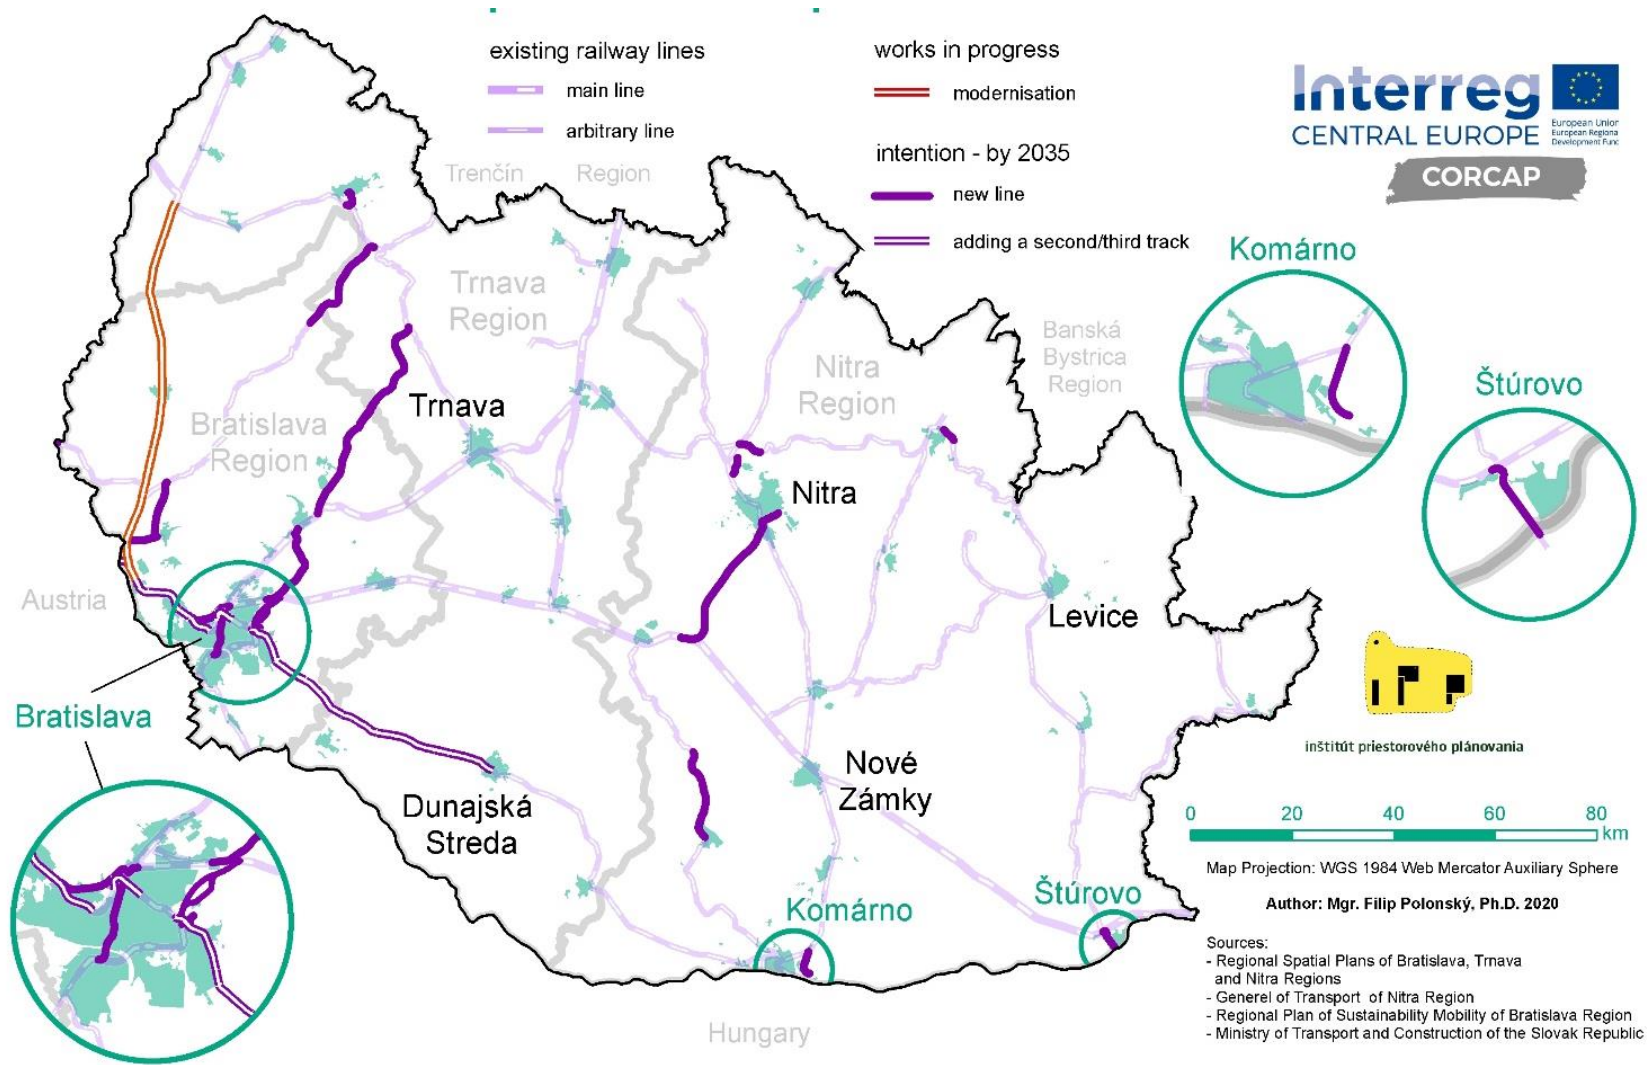 existing railway lines
main line
arbitrary line
works in progress
modernisation
intention - by 2035
new line
adding a second/third track
Interreg
CENTRAL EUROPE
European Union
European Regiona
Development Func
CORCAP
Trenčín Region
Trnava
Region
Bratislava
Region
Nitra
Region
Banská
Bystrica
Region
Austria
Hungary
Trnava
Nitra
Levice
Nové
Zámky
Dunajská
Streda
Bratislava
Komárno
Štúrovo
Komárno
Štúrovo
inštitút priestorového plánovania
0 20 40 60 80
km
Map Projection: WGS 1984 Web Mercator Auxiliary Sphere
Author: Mgr. Filip Polonský, Ph.D. 2020
Sources:
- Regional Spatial Plans of Bratislava, Trnava
and Nitra Regions
- Generel of Transport of Nitra Region
- Regional Plan of Sustainability Mobility of Bratislava Region
- Ministry of Transport and Construction of the Slovak Republic